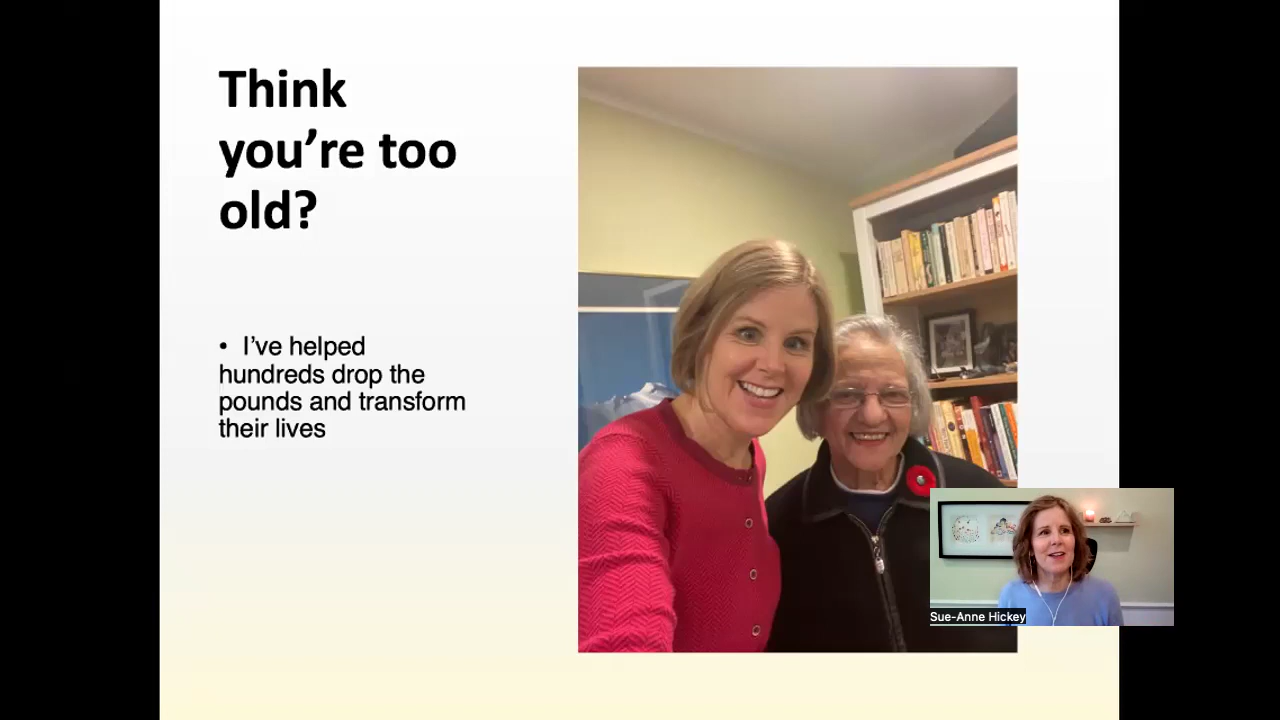 Think
you’re too
old?
• I’ve helped
hundreds drop the
pounds and transform
their lives
Sue-Anne Hickey